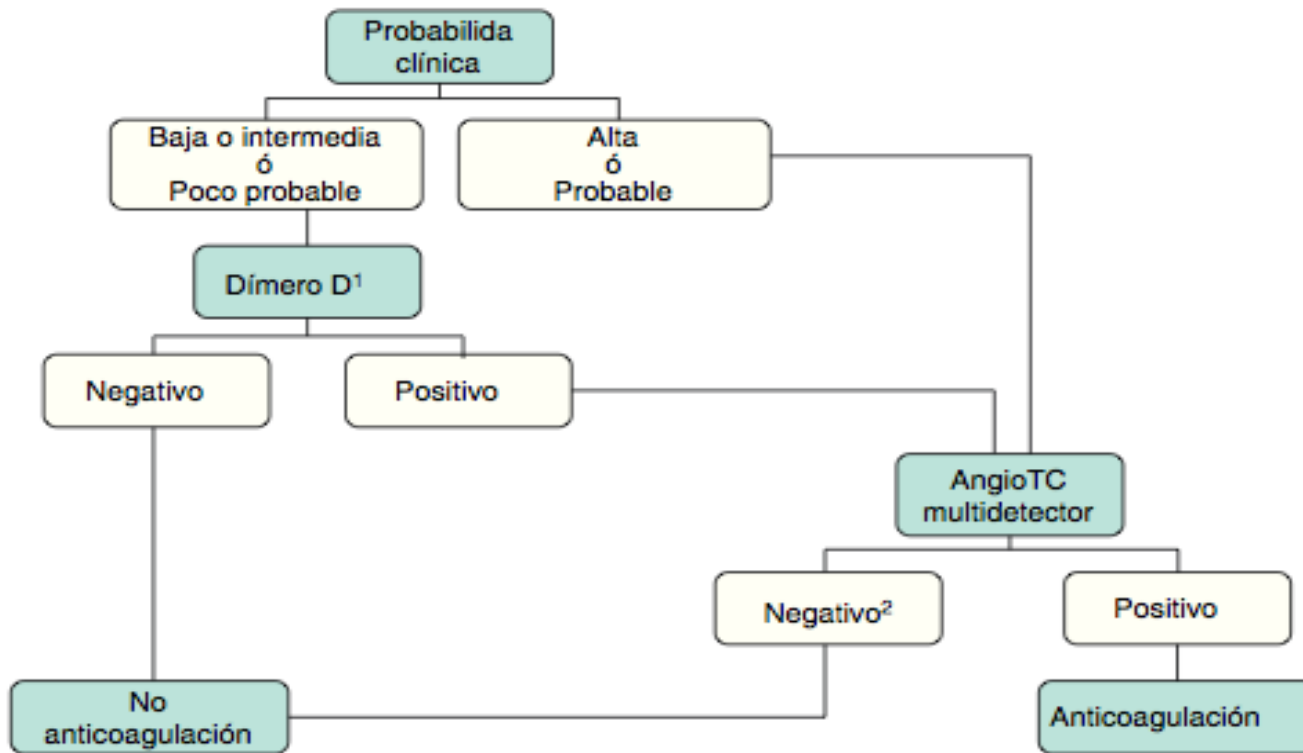 Probabilida
clínica
Baja o intermedia
ó
Poco probable
Alta
ó
Probable
Dímero D¹
Negativo
Positivo
AngioTC
multidetector
Negativo²
Positivo
No
anticoagulación
Anticoagulación